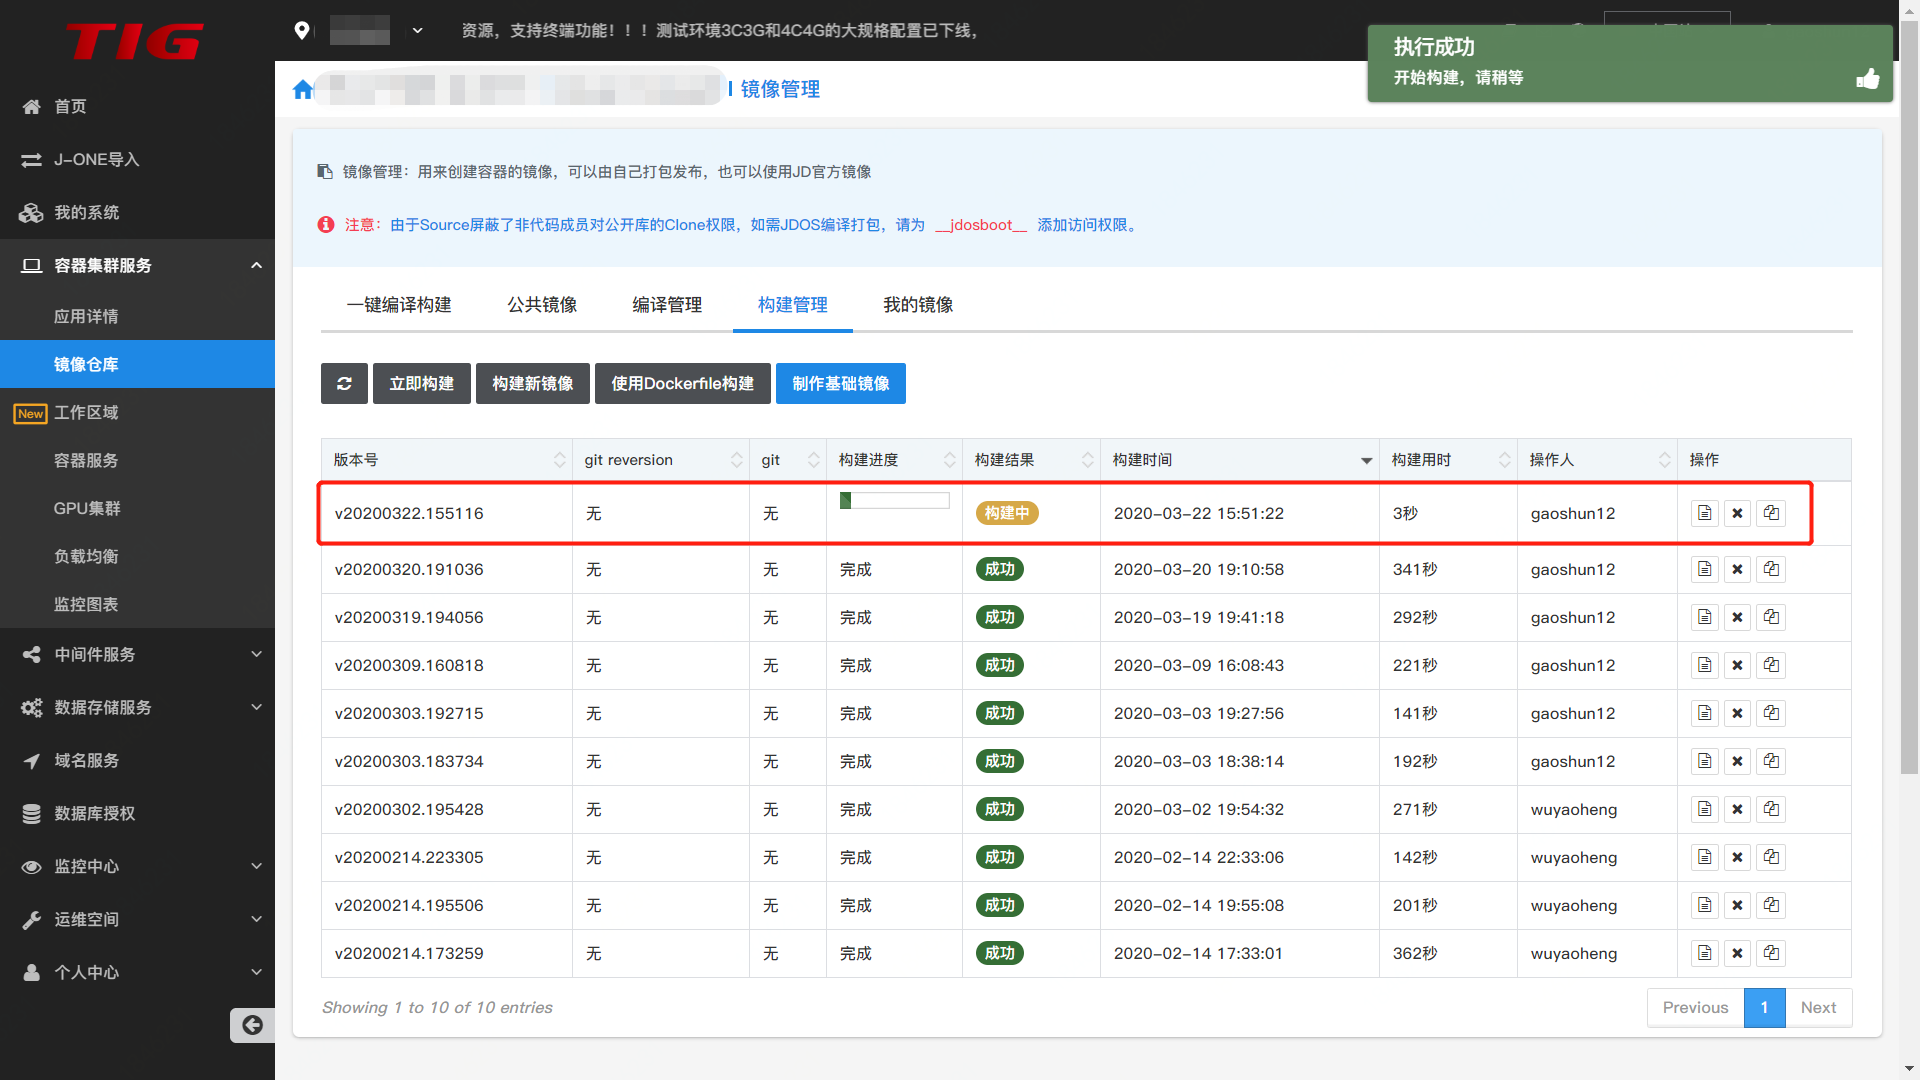 TIG
资源，支持终端功能！！！测试环境3C3G和4C4G的大规格配置已下线，
执行成功
开始构建，请稍等
首页
J-ONE导入
我的系统
容器集群服务
应用详情
镜像仓库
New 工作区域
容器服务
GPU集群
负载均衡
监控图表
中间件服务
数据存储服务
域名服务
数据库授权
监控中心
运维空间
个人中心
镜像管理
镜像管理：用来创建容器的镜像，可以由自己打包发布，也可以使用JD官方镜像
注意：由于Source屏蔽了非代码成员对公开库的Clone权限，如需JDOS编译打包，请为 __jdosboot__ 添加访问权限。
一键编译构建 公共镜像 编译管理 构建管理 我的镜像
立即构建 构建新镜像 使用Dockerfile构建 制作基础镜像
版本号 git reversion git 构建进度 构建结果 构建时间 构建用时 操作人 操作
v20200322.155116 无 无 构建中 2020-03-22 15:51:22 3秒 gaoshun12
v20200320.191036 无 无 完成 成功 2020-03-20 19:10:58 341秒 gaoshun12
v20200319.194056 无 无 完成 成功 2020-03-19 19:41:18 292秒 gaoshun12
v20200309.160818 无 无 完成 成功 2020-03-09 16:08:43 221秒 gaoshun12
v20200303.192715 无 无 完成 成功 2020-03-03 19:27:56 141秒 gaoshun12
v20200303.183734 无 无 完成 成功 2020-03-03 18:38:14 192秒 gaoshun12
v20200302.195428 无 无 完成 成功 2020-03-02 19:54:32 271秒 wuyaoheng
v20200214.223305 无 无 完成 成功 2020-02-14 22:33:06 142秒 wuyaoheng
v20200214.195506 无 无 完成 成功 2020-02-14 19:55:08 201秒 wuyaoheng
v20200214.173259 无 无 完成 成功 2020-02-14 17:33:01 362秒 wuyaoheng
Showing 1 to 10 of 10 entries
Previous 1 Next